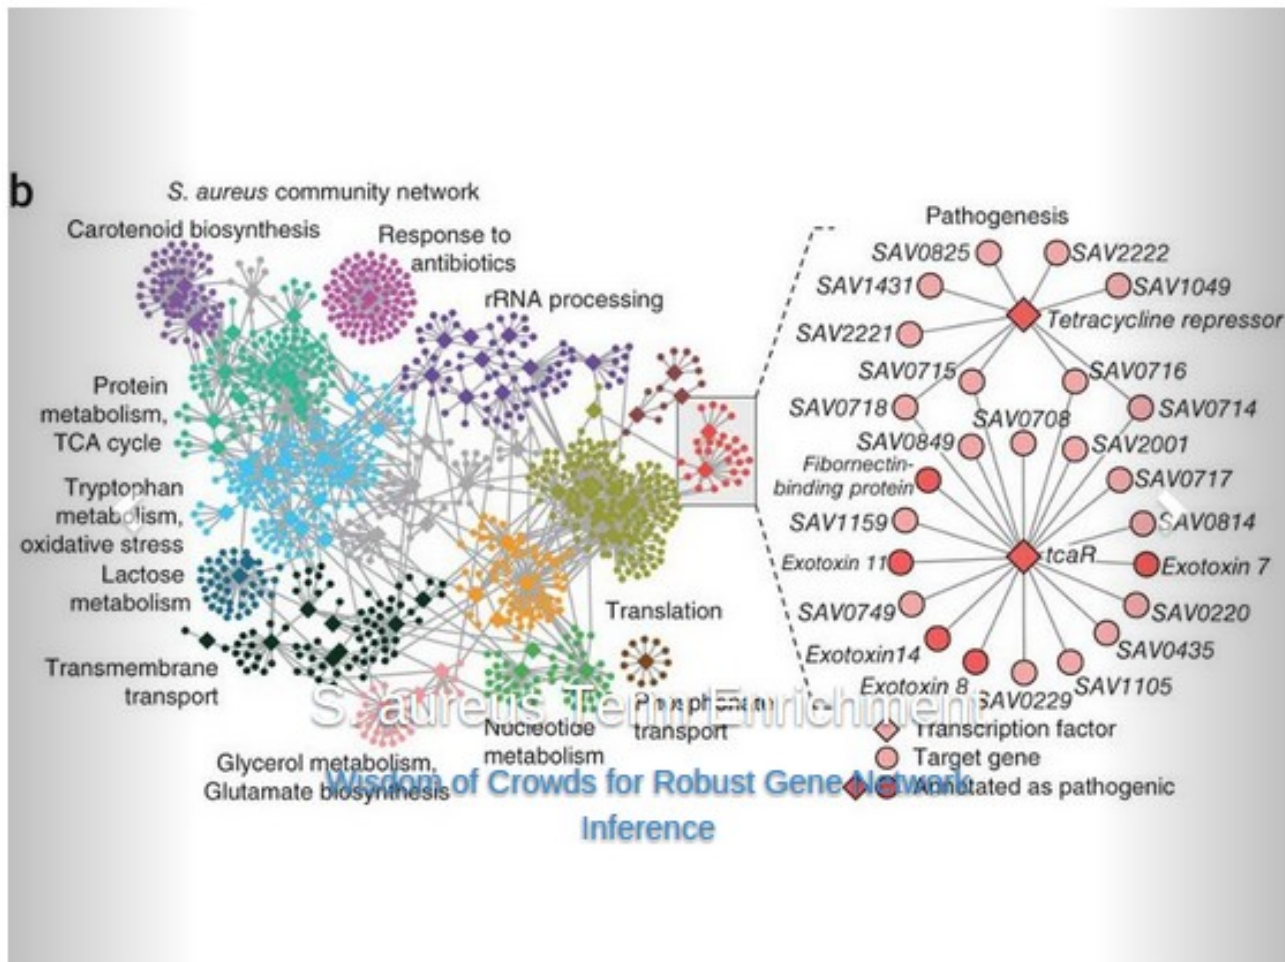 b
S. aureus community network
Carotenoid biosynthesis
Response to
antibiotics
rRNA processing
Protein
metabolism,
TCA cycle
Tryptophan
metabolism,
oxidative stress
Lactose
metabolism
Transmembrane
transport
Glycerol metabolism,
Glutamate biosynthesis
Nucleotide
metabolism
Translation
Phosphonate
transport
Pathogenesis
SAV0825
SAV2222
SAV1431
SAV1049
Tetracycline repressor
SAV2221
SAV0715
SAV0716
SAV0718
SAV0708
SAV0714
SAV0849
SAV2001
Fibornectin-
binding protein
SAV0717
SAV1159
SAV0814
tcaR
Exotoxin 11
Exotoxin 7
SAV0749
SAV0220
Exotoxin14
SAV0435
Exotoxin 8
SAV0229
SAV1105
Transcription factor
Target gene
Annotated as pathogenic
S. aureus Term Enrichment
Wisdom of Crowds for Robust Gene Network
Inference